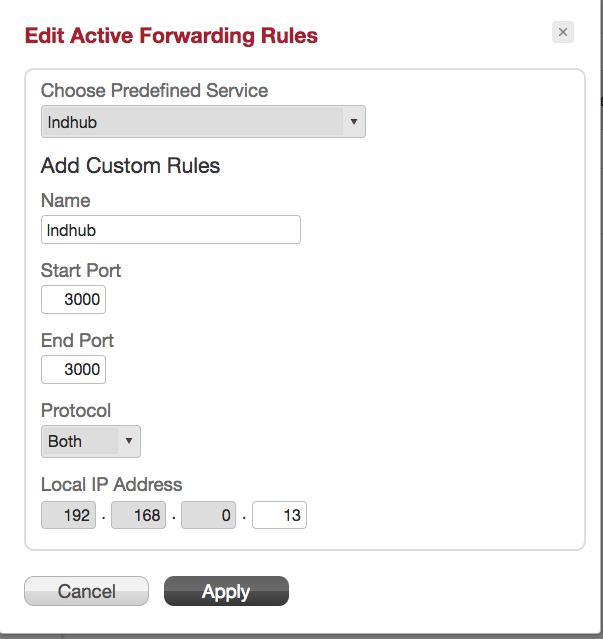 Edit Active Forwarding Rules
×
Choose Predefined Service
lndhub
Add Custom Rules
Name
lndhub
Start Port
3000
End Port
3000
Protocol
Both
Local IP Address
192 . 168 . 0 . 13
Cancel Apply